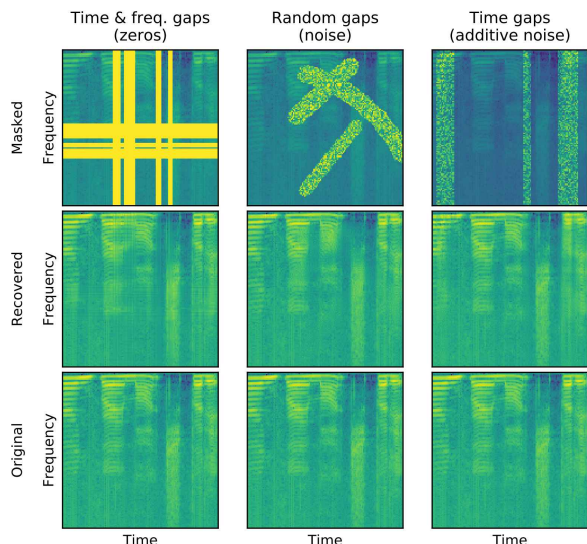 Time & freq. gaps
(zeros)
Random gaps
(noise)
Time gaps
(additive noise)
Masked
Frequency
Recovered
Frequency
Original
Frequency
Time
Time
Time